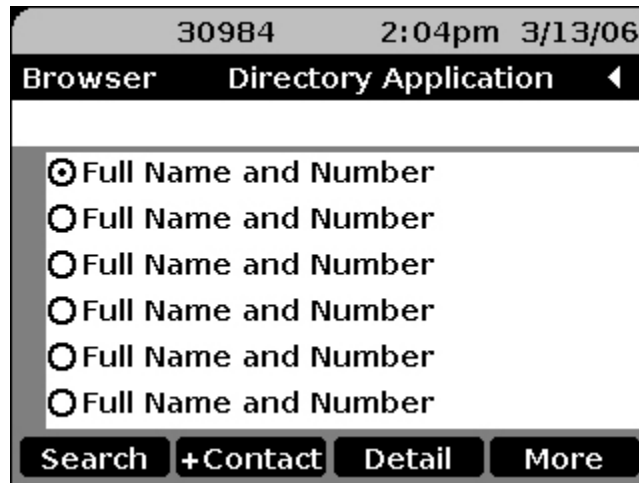 30984 2:04pm 3/13/06
Browser Directory Application
Full Name and Number
Full Name and Number
Full Name and Number
Full Name and Number
Full Name and Number
Full Name and Number
Search +Contact Detail More